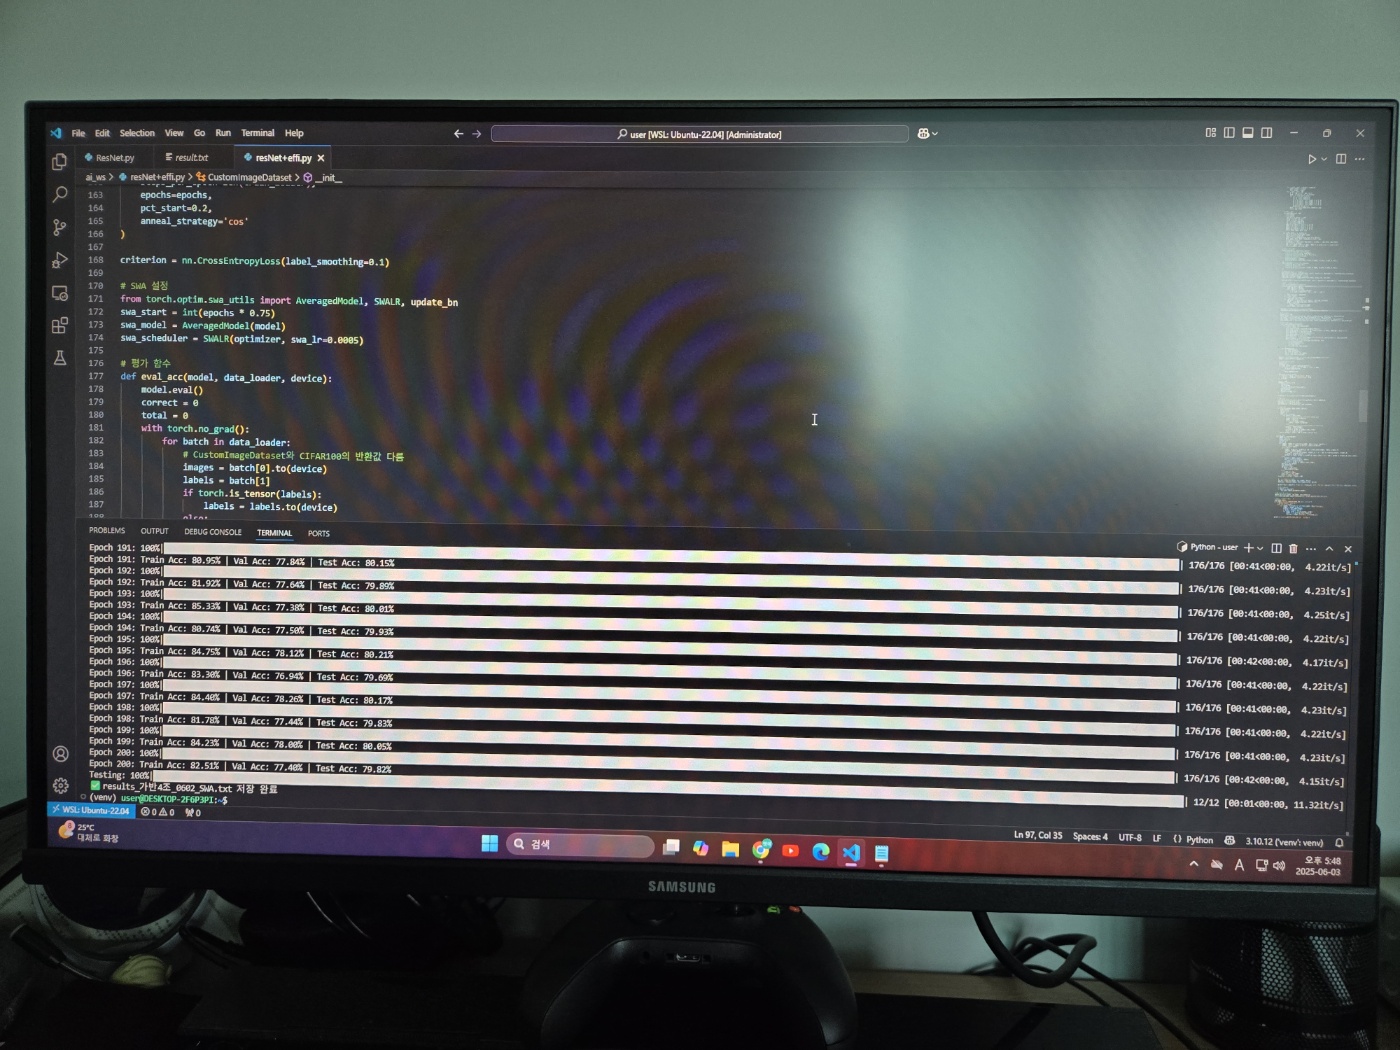 File Edit Selection View Go Run Terminal Help
user [WSL: Ubuntu-22.04] [Administrator]
ResNet.py result.txt resNet+effi.py
ai_ws > resNet+effi.py > CustomImageDataset > __init__
163 epochs=epochs,
164 pct_start=0.2,
165 anneal_strategy='cos'
166 )
167
168 criterion = nn.CrossEntropyLoss(label_smoothing=0.1)
169
170 # SWA 설정
171 from torch.optim.swa_utils import AveragedModel, SWALR, update_bn
172 swa_start = int(epochs * 0.75)
173 swa_model = AveragedModel(model)
174 swa_scheduler = SWALR(optimizer, swa_lr=0.0005)
175
176 # 평가 함수
177 def eval_acc(model, data_loader, device):
178 model.eval()
179 correct = 0
180 total = 0
181 with torch.no_grad():
182 for batch in data_loader:
183 # CustomImageDataset와 CIFAR100의 반환값 다름
184 images = batch[0].to(device)
185 labels = batch[1]
186 if torch.is_tensor(labels):
187 labels = labels.to(device)
188 else:
PROBLEMS OUTPUT DEBUG CONSOLE TERMINAL PORTS
Python - user
Epoch 191: 100%| | 176/176 [00:41<00:00, 4.22it/s]
Epoch 191: Train Acc: 80.95% | Val Acc: 77.84% | Test Acc: 80.15%
Epoch 192: 100%| | 176/176 [00:41<00:00, 4.23it/s]
Epoch 192: Train Acc: 81.92% | Val Acc: 77.64% | Test Acc: 79.89%
Epoch 193: 100%| | 176/176 [00:41<00:00, 4.25it/s]
Epoch 193: Train Acc: 85.33% | Val Acc: 77.38% | Test Acc: 80.01%
Epoch 194: 100%| | 176/176 [00:41<00:00, 4.22it/s]
Epoch 194: Train Acc: 80.74% | Val Acc: 77.50% | Test Acc: 79.93%
Epoch 195: 100%| | 176/176 [00:42<00:00, 4.17it/s]
Epoch 195: Train Acc: 84.75% | Val Acc: 78.12% | Test Acc: 80.21%
Epoch 196: 100%| | 176/176 [00:41<00:00, 4.22it/s]
Epoch 196: Train Acc: 83.30% | Val Acc: 76.94% | Test Acc: 79.69%
Epoch 197: 100%| | 176/176 [00:41<00:00, 4.23it/s]
Epoch 197: Train Acc: 84.40% | Val Acc: 78.26% | Test Acc: 80.17%
Epoch 198: 100%| | 176/176 [00:41<00:00, 4.22it/s]
Epoch 198: Train Acc: 81.78% | Val Acc: 77.44% | Test Acc: 79.83%
Epoch 199: 100%| | 176/176 [00:41<00:00, 4.23it/s]
Epoch 199: Train Acc: 84.23% | Val Acc: 78.00% | Test Acc: 80.05%
Epoch 200: 100%| | 176/176 [00:42<00:00, 4.15it/s]
Epoch 200: Train Acc: 82.51% | Val Acc: 77.40% | Test Acc: 79.82%
Testing: 100%| | 12/12 [00:01<00:00, 11.32it/s]
✅ results_가반4조_0602_SWA.txt 저장 완료
(venv) user@DESKTOP-2F6P3PI:~$
WSL: Ubuntu-22.04 0 0 0 Ln 97, Col 35 Spaces: 4 UTF-8 LF { } Python 3.10.12 ('venv': venv)
25°C
대체로 화창
검색
A
오후 5:48
2025-06-03
SAMSUNG